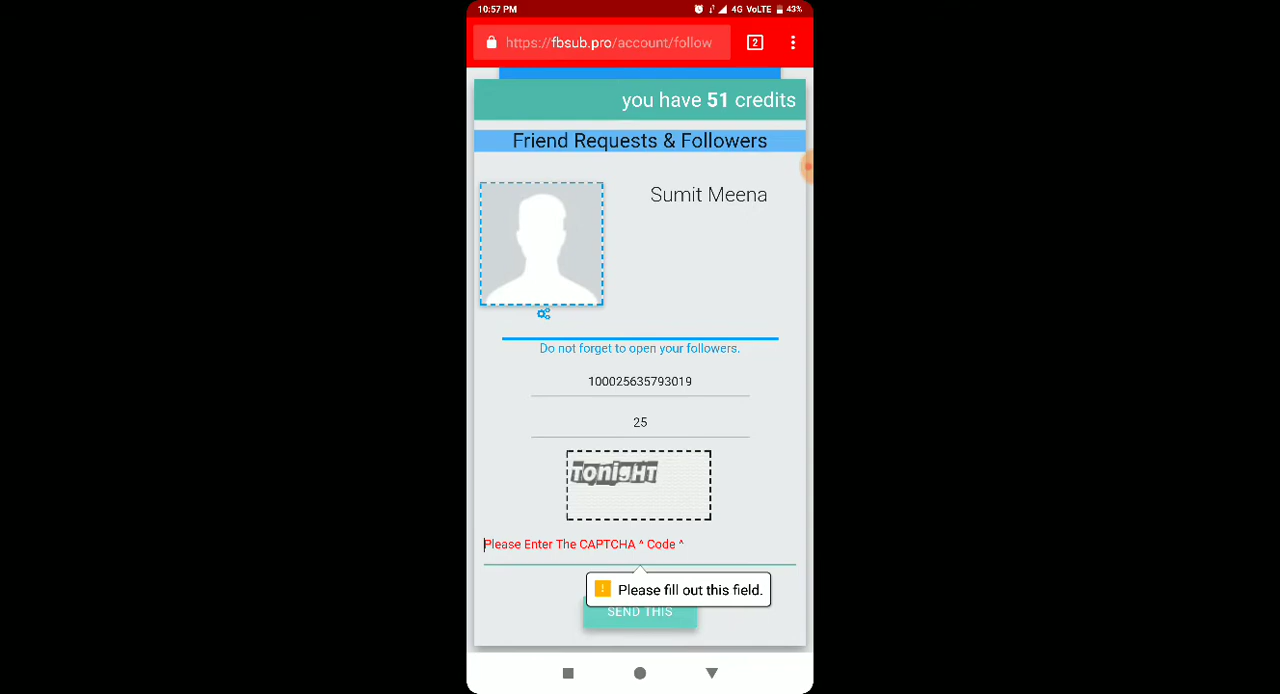 10:57 PM 4G VoLTE 43%
https://fbsub.pro/account/follow 2
you have 51 credits
Friend Requests & Followers
Sumit Meena
Do not forget to open your followers.
100025635793019
25
TonigHT
Please Enter The CAPTCHA ^ Code ^
Please fill out this field.
SEND THIS